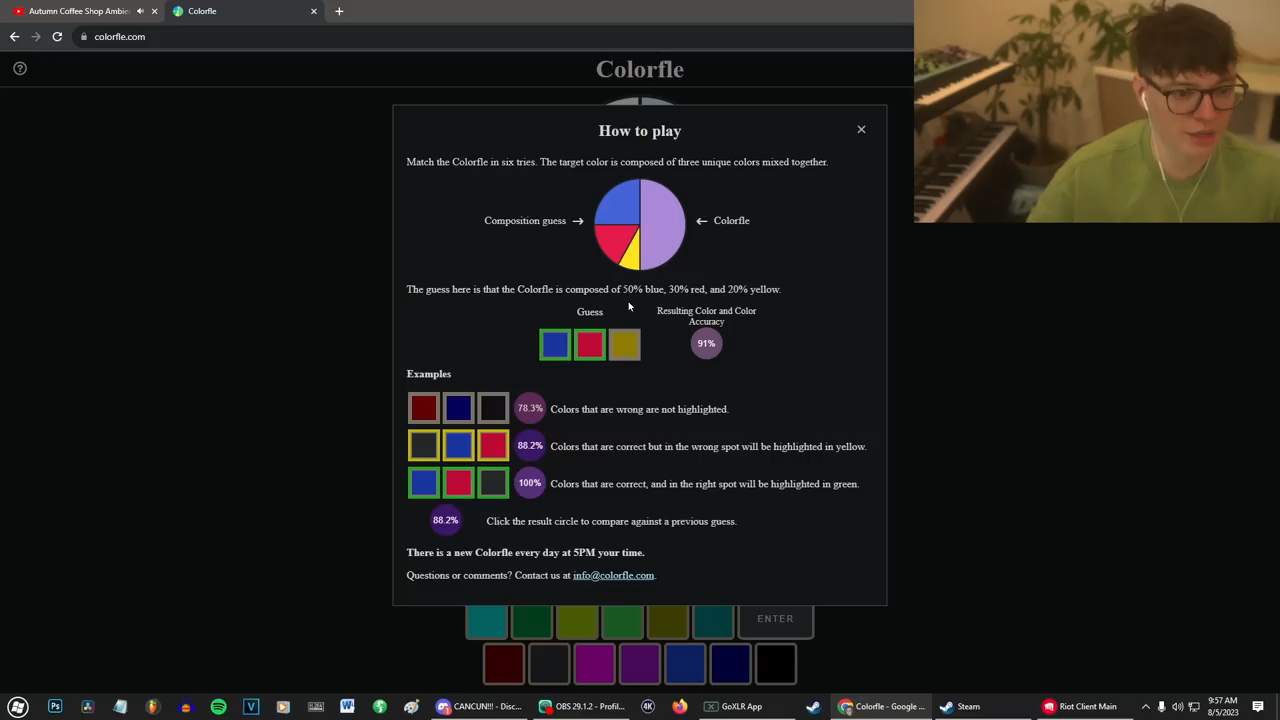 Autumn Coffee Shop Ambie
Colorfle
colorfle.com
Colorfle
How to play
Match the Colorfle in six tries. The target color is composed of three unique colors mixed together.
Composition guess →
← Colorfle
The guess here is that the Colorfle is composed of 50% blue, 30% red, and 20% yellow.
Guess
Resulting Color and Color
Accuracy
91%
Examples
78.3% Colors that are wrong are not highlighted.
88.2% Colors that are correct but in the wrong spot will be highlighted in yellow.
100% Colors that are correct, and in the right spot will be highlighted in green.
88.2% Click the result circle to compare against a previous guess.
There is a new Colorfle every day at 5PM your time.
Questions or comments? Contact us at info@colorfle.com.
ENTER
CANCUN!!! - Disc...
OBS 29.1.2 - Profil...
GoXLR App
Colorfle - Google ...
Steam
Riot Client Main
9:57 AM
8/5/2023